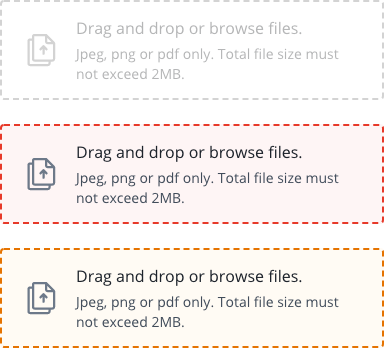 Drag and drop or browse files.
Jpeg, png or pdf only. Total file size must
not exceed 2MB.
Drag and drop or browse files.
Jpeg, png or pdf only. Total file size must
not exceed 2MB.
Drag and drop or browse files.
Jpeg, png or pdf only. Total file size must
not exceed 2MB.